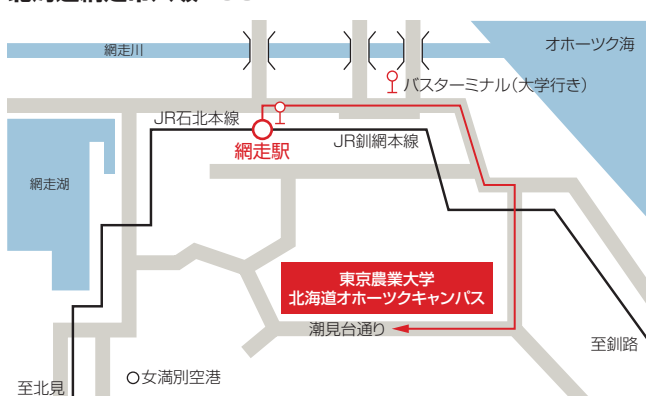 網走川
オホーツク海
バスターミナル(大学行き)
JR石北本線
JR釧網本線
網走駅
網走湖
東京農業大学
北海道オホーツクキャンパス
潮見台通り
至釧路
女満別空港
至北見